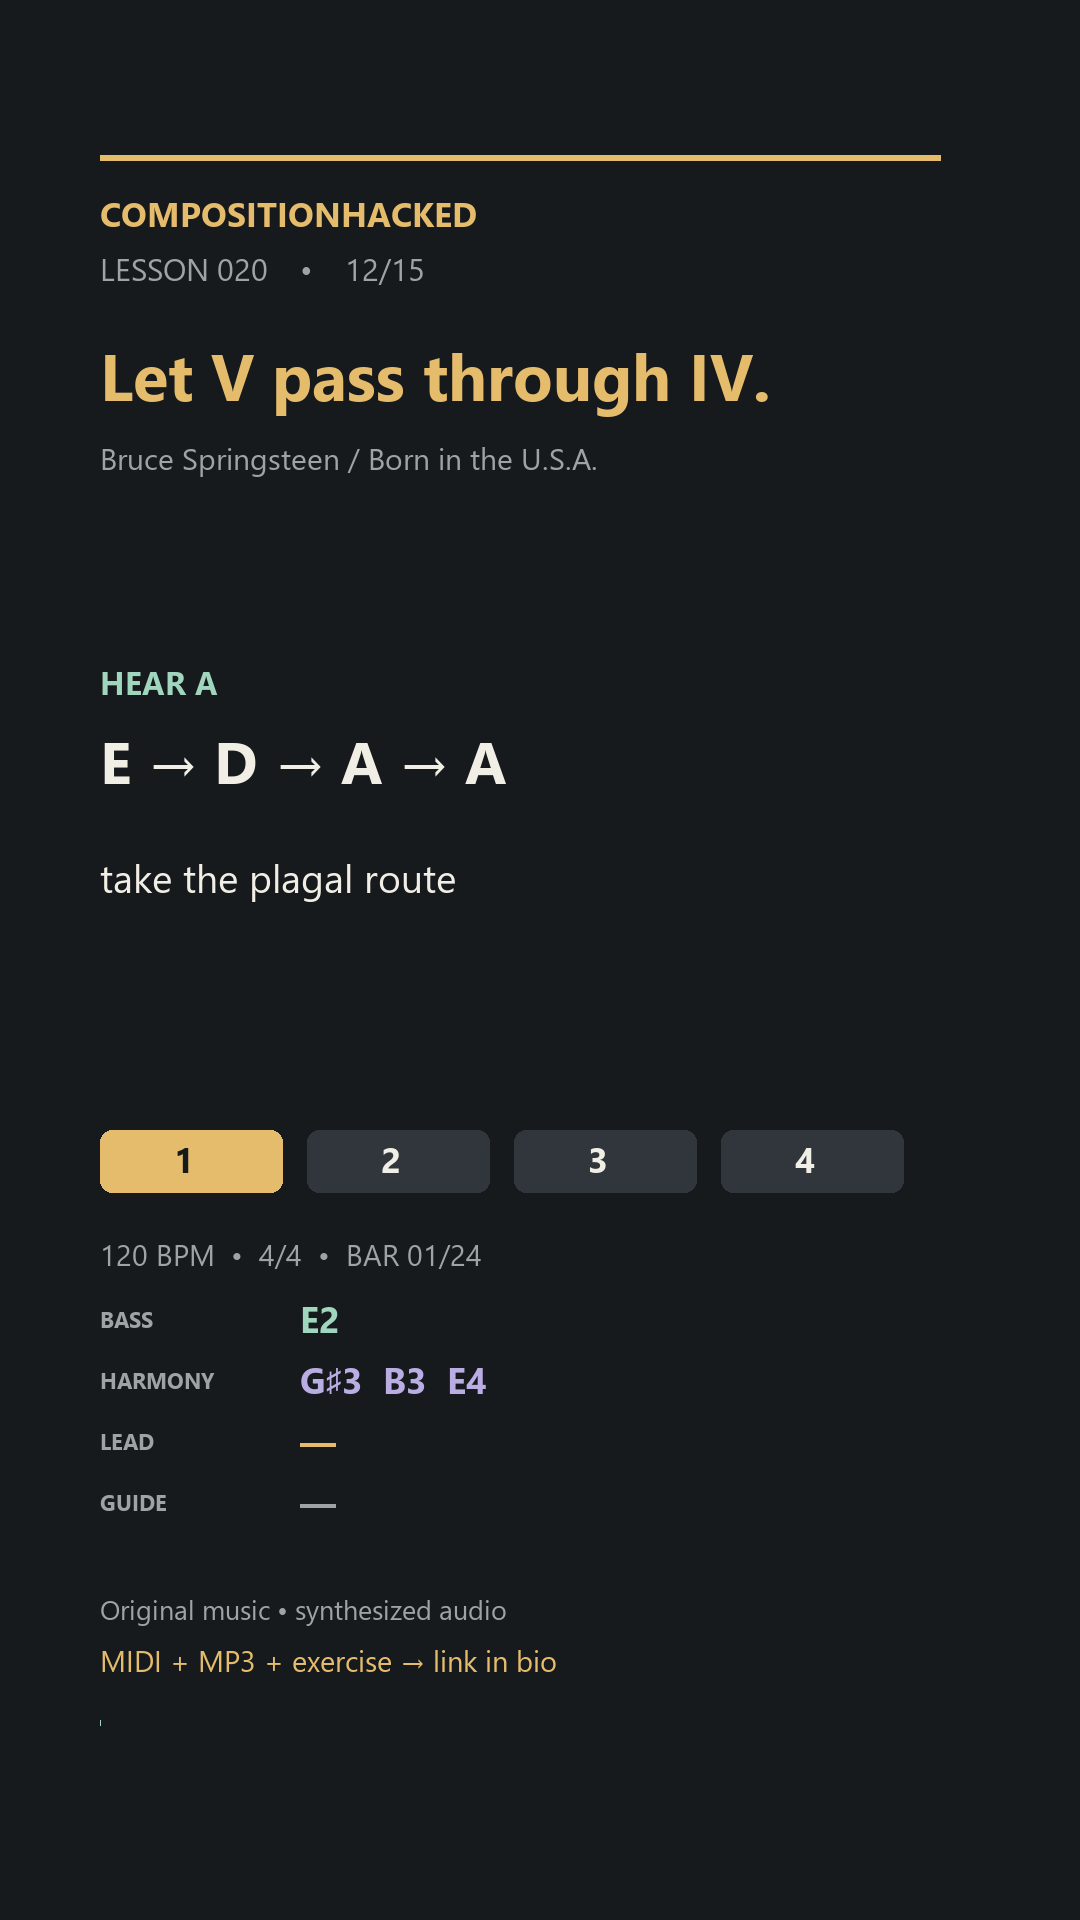 COMPOSITIONHACKED
LESSON 020 • 12/15
Let V pass through IV.
Bruce Springsteen / Born in the U.S.A.
HEAR A
E → D → A → A
take the plagal route
1 2 3 4
120 BPM • 4/4 • BAR 01/24
BASS E2
HARMONY G♯3 B3 E4
LEAD —
GUIDE —
Original music • synthesized audio
MIDI + MP3 + exercise → link in bio